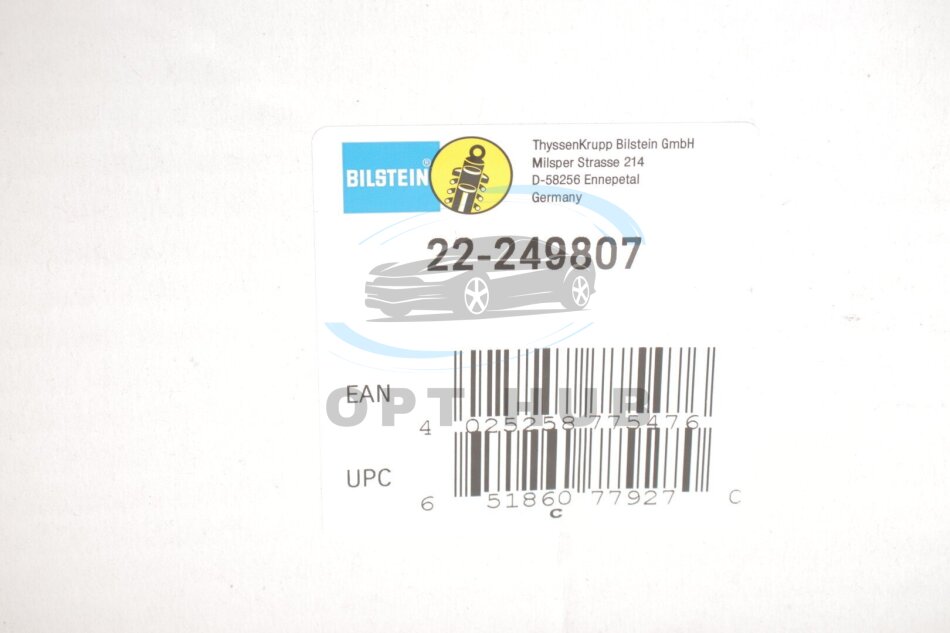 BILSTEIN®
ThyssenKrupp Bilstein GmbH
Milsper Strasse 214
D-58256 Ennepetal
Germany
22-249807
EAN
4 025258 775476
OPT HUB
UPC
6 51860 77927 C
C